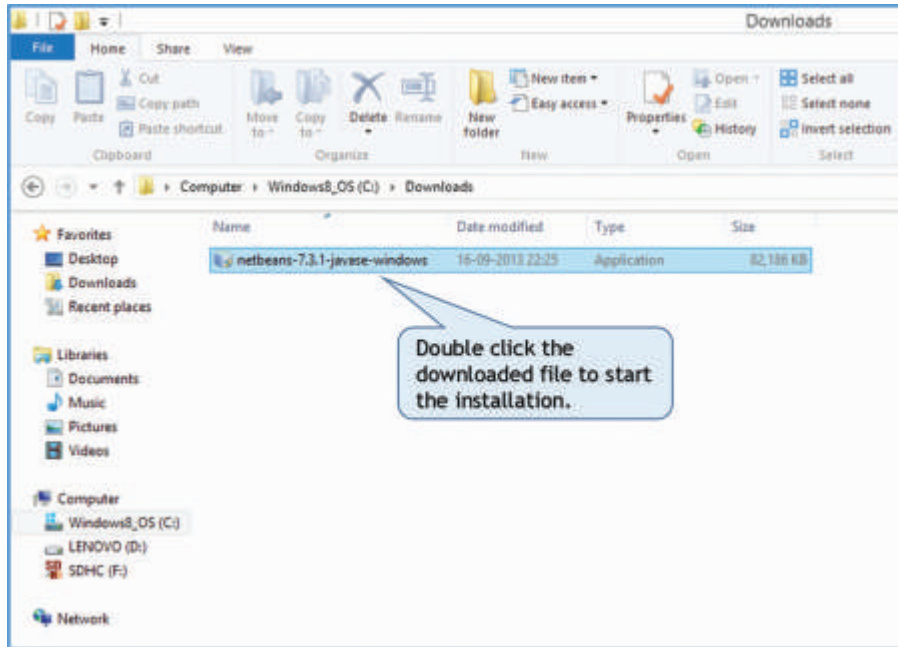 Downloads
File Home Share View
Copy
Paste
Cut
Copy path
Paste shortcut
Clipboard
Move to
Copy to
Delete
Rename
Organize
New folder
New item
Easy access
New
Properties
Open
Edit
History
Open
Select all
Select none
Invert selection
Select
Computer Windows8_OS (C:) Downloads
Name Date modified Type Size
netbeans-7.3.1-javase-windows 16-09-2013 22:25 Application 82,186 KB
Favorites
Desktop
Downloads
Recent places
Libraries
Documents
Music
Pictures
Videos
Computer
Windows8_OS (C:)
LENOVO (D:)
SDHC (F:)
Network
Double click the
downloaded file to start
the installation.